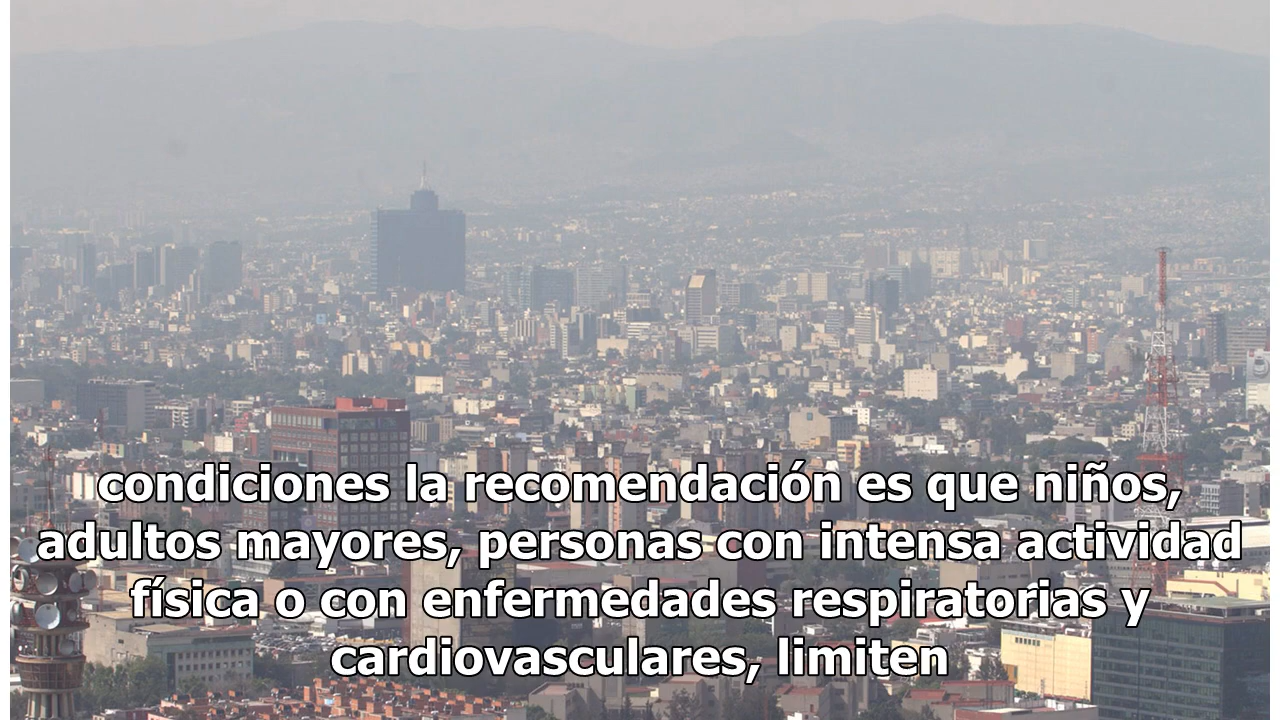 condiciones la recomendación es que niños,
adultos mayores, personas con intensa actividad
física o con enfermedades respiratorias y
cardiovasculares, limiten